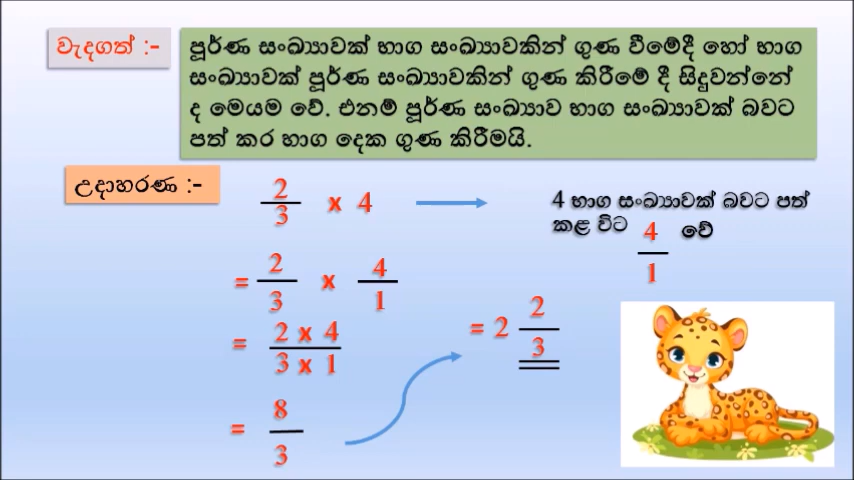 වැදගත් :-
පූර්ණ සංඛ්‍යාවක් භාග සංඛ්‍යාවකින් ගුණ වීමේදී හෝ භාග
සංඛ්‍යාවක් පූර්ණ සංඛ්‍යාවකින් ගුණ කිරීමේ දී සිදුවන්නේ
ද මෙයම වේ. එනම් පූර්ණ සංඛ්‍යාව භාග සංඛ්‍යාවක් බවට
පත් කර භාග දෙක ගුණ කිරීමයි.
උදාහරණ :-
2/3 x 4
4 භාග සංඛ්‍යාවක් බවට පත්
කළ විට 4/1 වේ
= 2/3 x 4/1
= 2 x 4 / 3 x 1
= 8/3
= 2 2/3